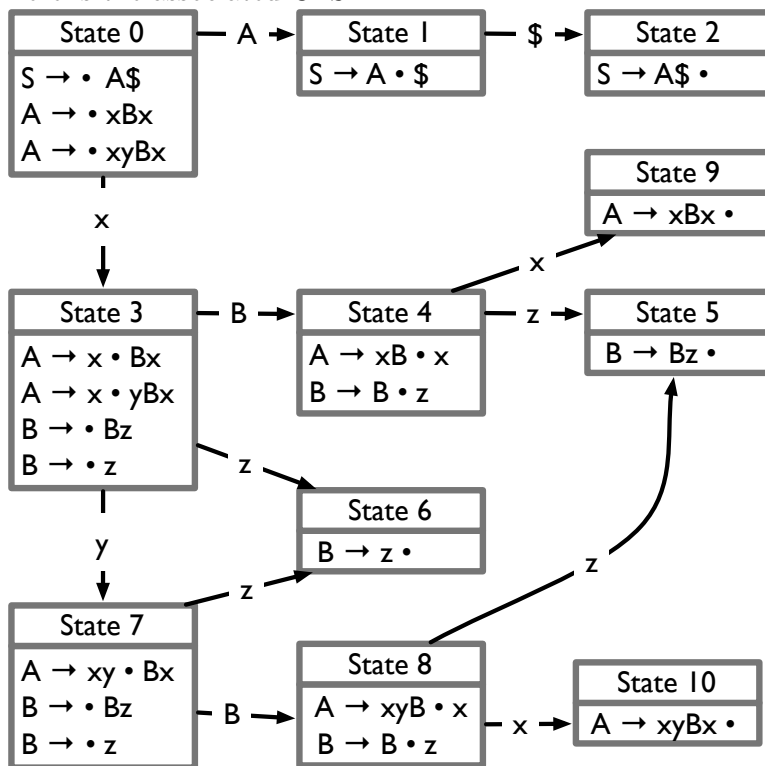 State 0
S → • A$
A → • xBx
A → • xyBx
A
State 1
S → A • $
$
State 2
S → A$ •
x
State 9
A → xBx •
x
State 3
A → x • Bx
A → x • yBx
B → • Bz
B → • z
B
State 4
A → xB • x
B → B • z
z
State 5
B → Bz •
z
State 6
B → z •
y
z
z
State 7
A → xy • Bx
B → • Bz
B → • z
B
State 8
A → xyB • x
B → B • z
x
State 10
A → xyBx •